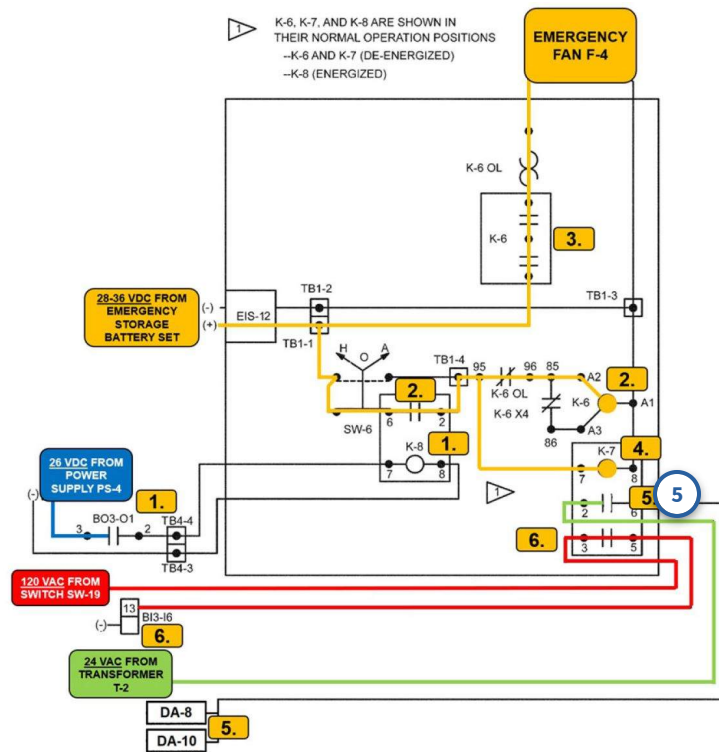 1
K-6, K-7, AND K-8 ARE SHOWN IN
THEIR NORMAL OPERATION POSITIONS
--K-6 AND K-7 (DE-ENERGIZED)
--K-8 (ENERGIZED)
EMERGENCY
FAN F-4
K-6 OL
K-6
3.
28-36 VDC FROM
EMERGENCY
STORAGE
BATTERY SET
(-)
(+)
EIS-12
TB1-2
TB1-1
TB1-3
H
O
A
TB1-4
95
96
85
A2
2.
K-6 OL
K-6
A1
K-6 X4
A3
86
2.
6
2
SW-6
1.
K-8
7
8
4.
K-7
7
8
1
26 VDC FROM
POWER
SUPPLY PS-4
(-)
1.
BO3-O1
3
2
TB4-4
TB4-3
5.
5
2
6
6.
3
5
120 VAC FROM
SWITCH SW-19
13
(-)
BI3-I6
6.
24 VAC FROM
TRANSFORMER
T-2
DA-8
5.
DA-10